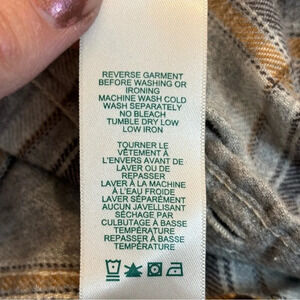 REVERSE GARMENT
BEFORE WASHING OR
IRONING
MACHINE WASH COLD
WASH SEPARATELY
NO BLEACH
TUMBLE DRY LOW
LOW IRON
TOURNER LE
VÊTEMENT À
L'ENVERS AVANT DE
LAVER OU DE
REPASSER
LAVER À LA MACHINE
À L'EAU FROIDE
LAVER SÉPARÉMENT
AUCUN JAVELLISANT
SÉCHAGE PAR
CULBUTAGE À BASSE
TEMPÉRATURE
REPASSER À BASSE
TEMPÉRATURE